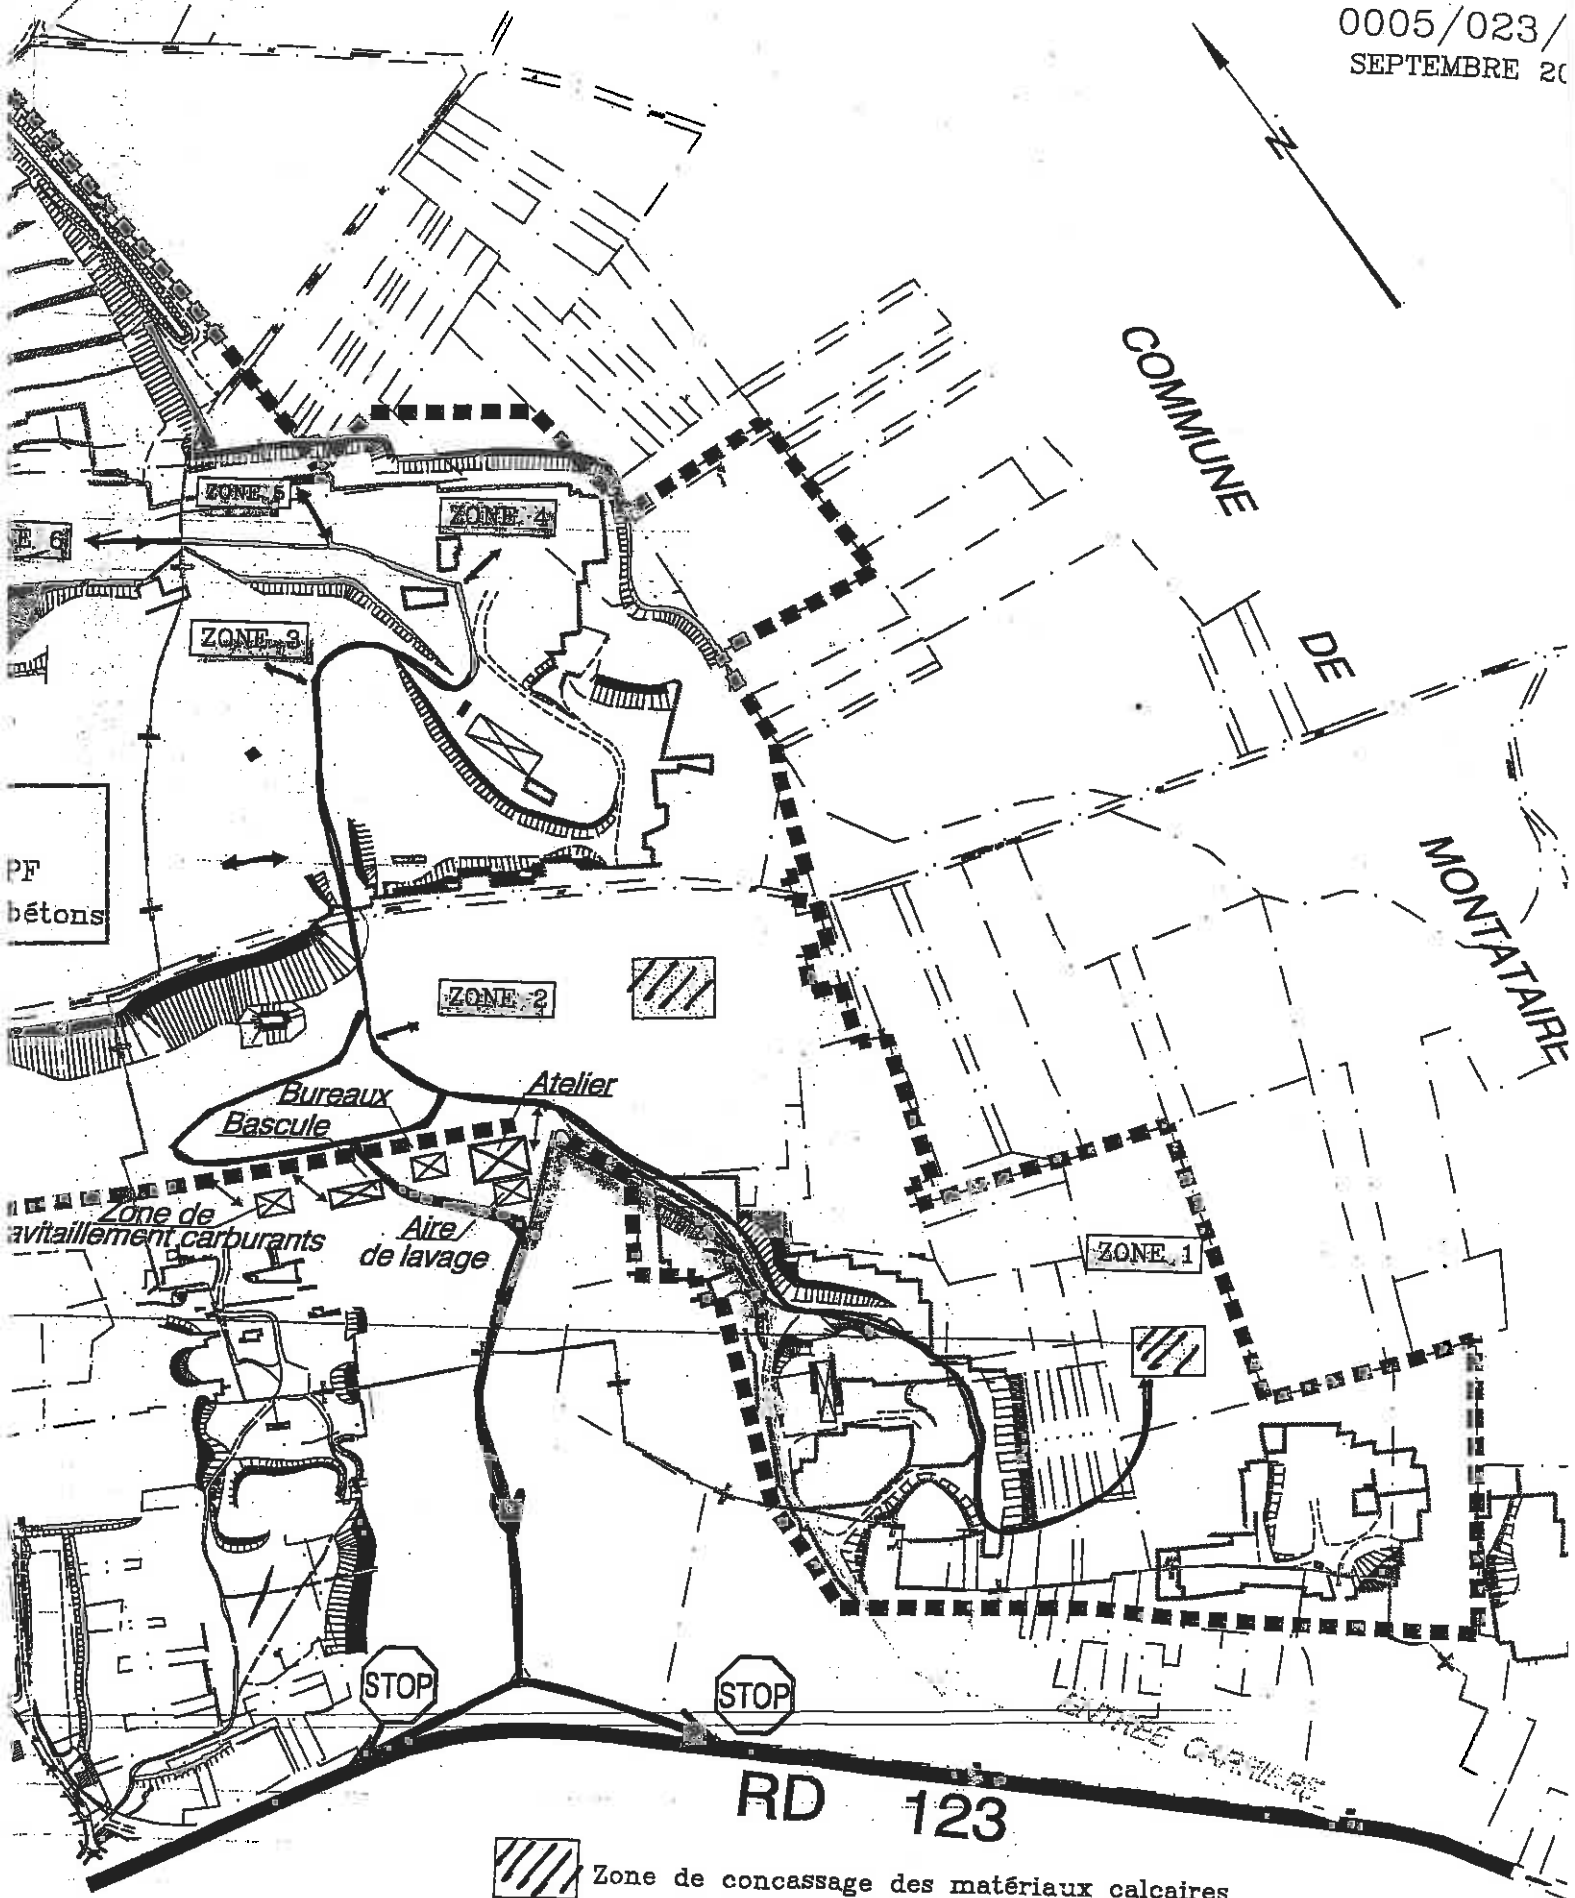 0005/023/
SEPTEMBRE 20
N
COMMUNE
DE
MONTATAIRE
ZONE 5
ZONE 4
E 6
ZONE 3
PF
bétons
ZONE 2
Atelier
Bureaux
Bascule
Zone de
avitaillement carburants
Aire
de lavage
ZONE 1
STOP
STOP
ENTREE CARRIERE
RD 123
Zone de concassage des matériaux calcaires